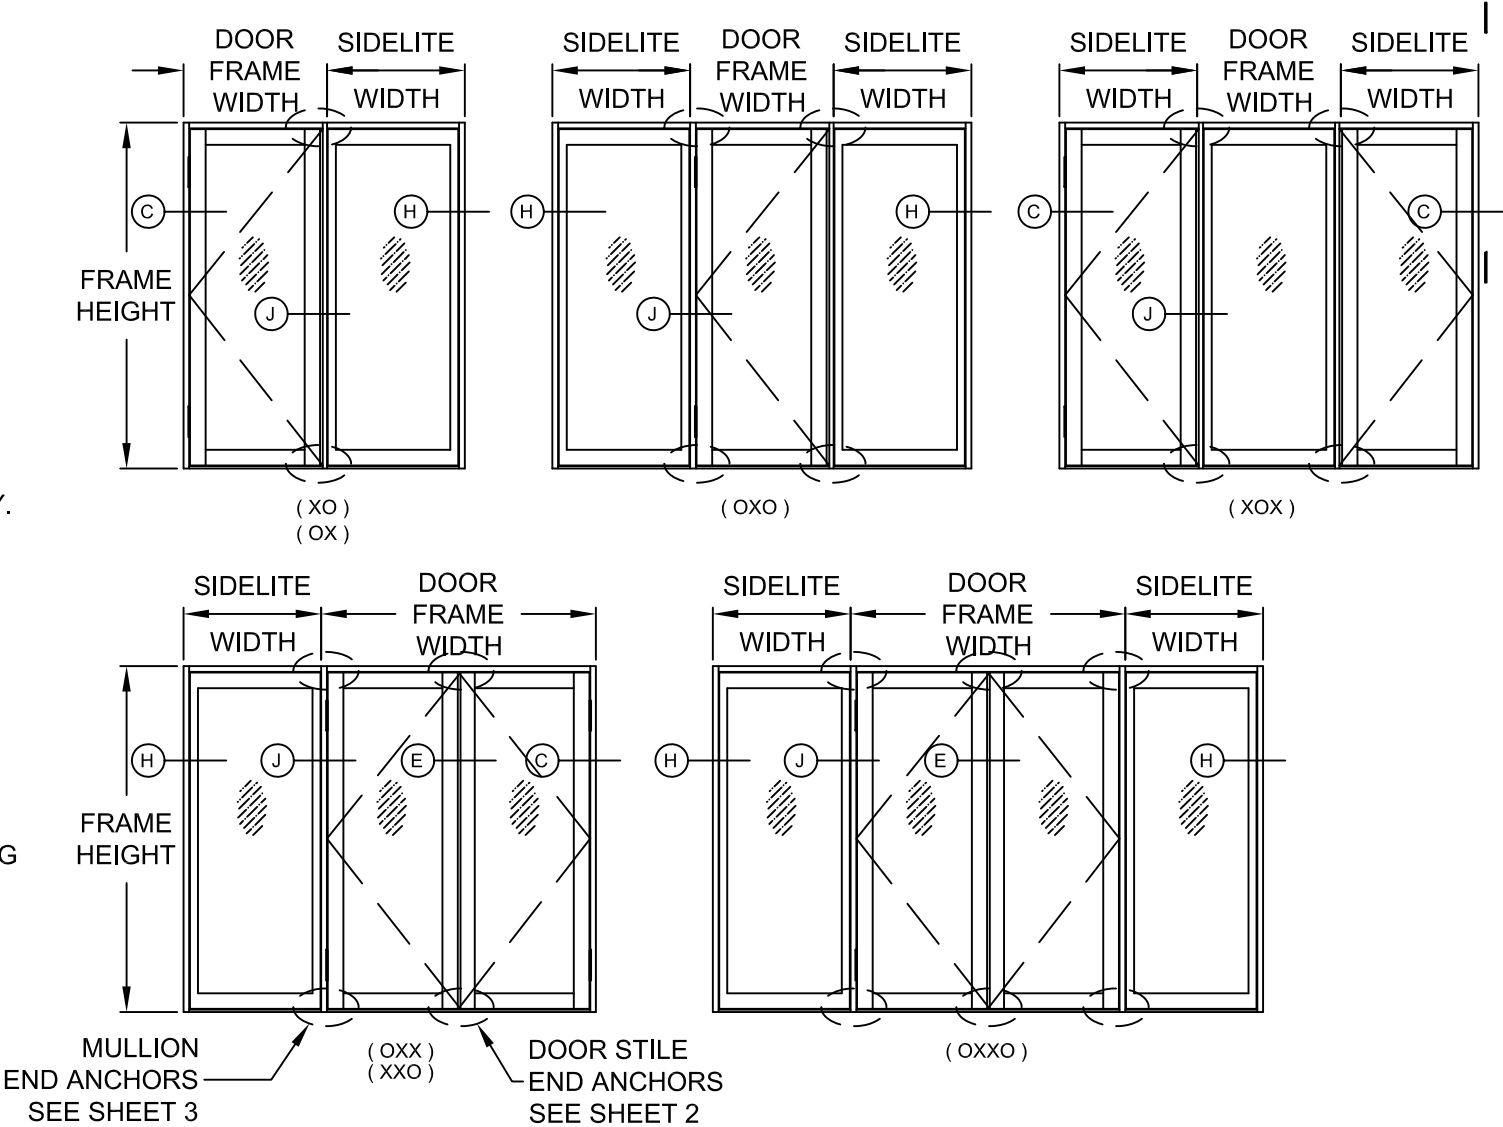 DOOR
FRAME
WIDTH
SIDELITE
WIDTH
SIDELITE
WIDTH
DOOR
FRAME
WIDTH
SIDELITE
WIDTH
SIDELITE
WIDTH
DOOR
FRAME
WIDTH
SIDELITE
WIDTH
C
H
H
H
C
C
FRAME
HEIGHT
J
J
J
Y.
( XO )
( OX )
( OXO )
( XOX )
SIDELITE
WIDTH
DOOR
FRAME
WIDTH
SIDELITE
WIDTH
DOOR
FRAME
WIDTH
SIDELITE
WIDTH
H
J
E
C
H
J
E
H
FRAME
HEIGHT
G
MULLION
END ANCHORS
SEE SHEET 3
( OXX )
( XXO )
DOOR STILE
END ANCHORS
SEE SHEET 2
( OXXO )